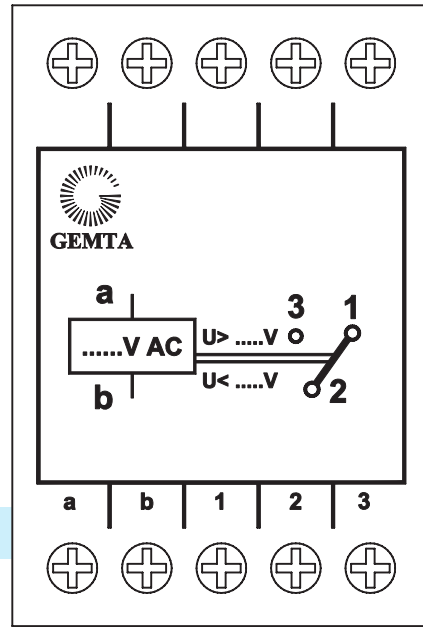 GEMTA
a
......V AC
b
U> .....V
U< .....V
3
1
2
a b 1 2 3